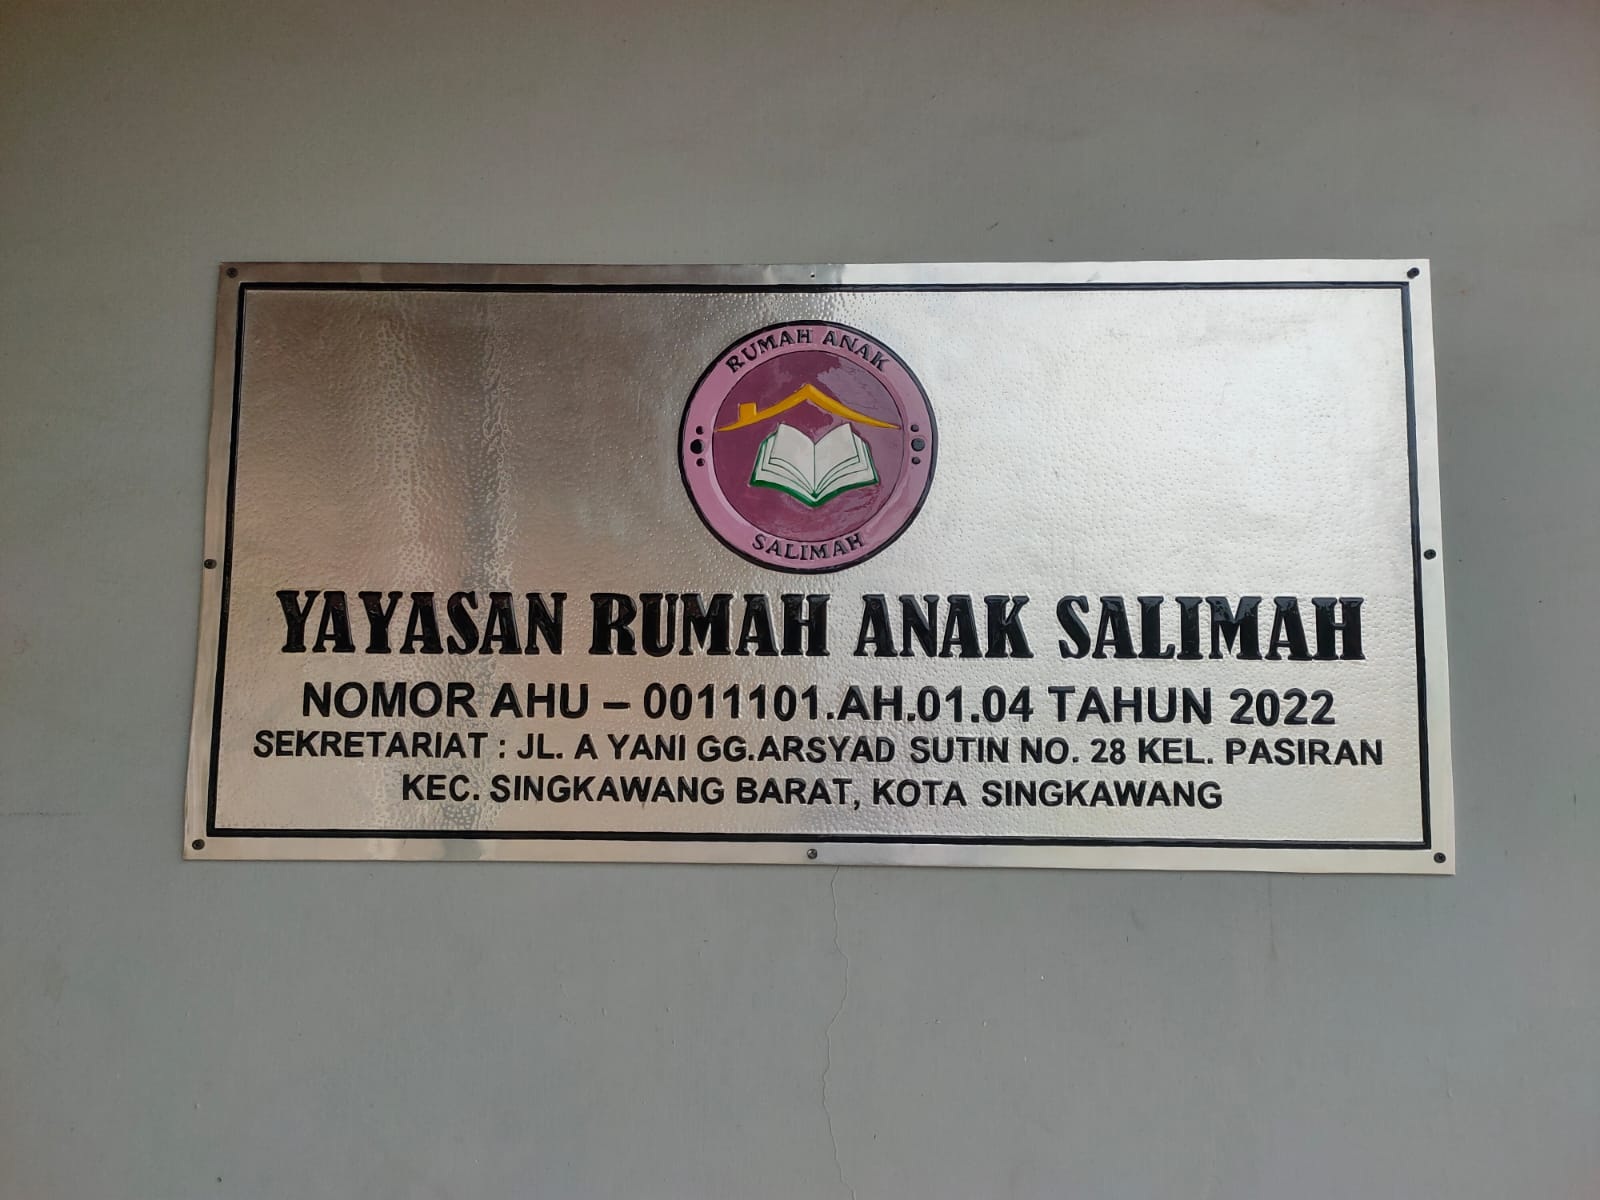 RUMAH ANAK
SALIMAH
YAYASAN RUMAH ANAK SALIMAH
NOMOR AHU – 0011101.AH.01.04 TAHUN 2022
SEKRETARIAT : JL. A YANI GG.ARSYAD SUTIN NO. 28 KEL. PASIRAN
KEC. SINGKAWANG BARAT, KOTA SINGKAWANG